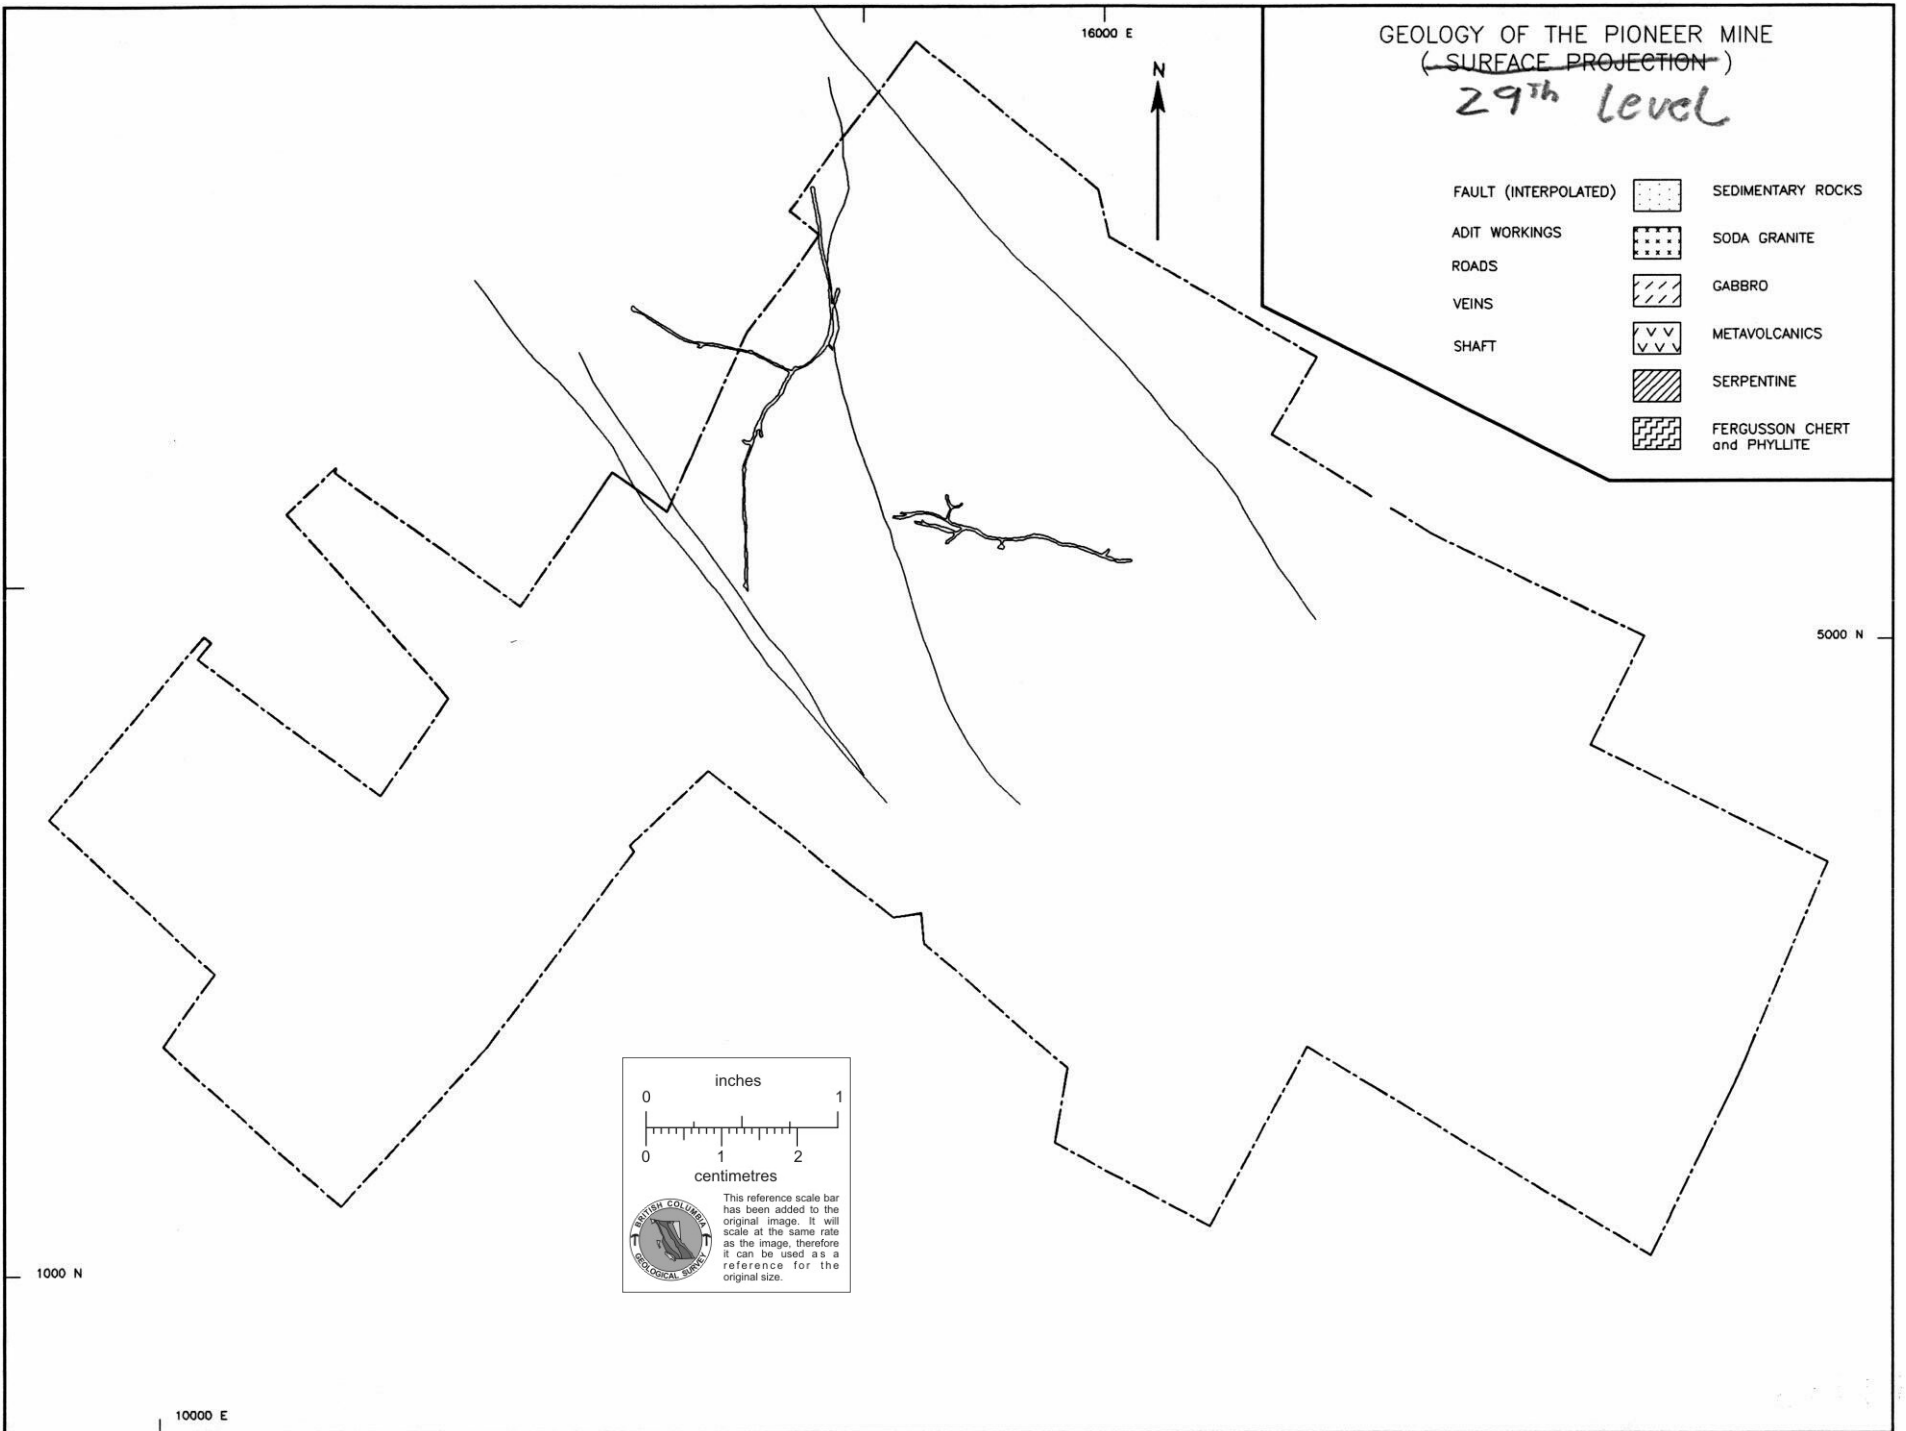 16000 E
N
GEOLOGY OF THE PIONEER MINE
( SURFACE PROJECTION )
29Th Level
FAULT (INTERPOLATED)
ADIT WORKINGS
ROADS
VEINS
SHAFT
SEDIMENTARY ROCKS
SODA GRANITE
GABBRO
METAVOLCANICS
SERPENTINE
FERGUSSON CHERT
and PHYLLITE
5000 N
inches
0 1
0 1 2
centimetres
BRITISH COLUMBIA
GEOLOGICAL SURVEY
This reference scale bar
has been added to the
original image. It will
scale at the same rate
as the image, therefore
it can be used as a
reference for the
original size.
1000 N
10000 E